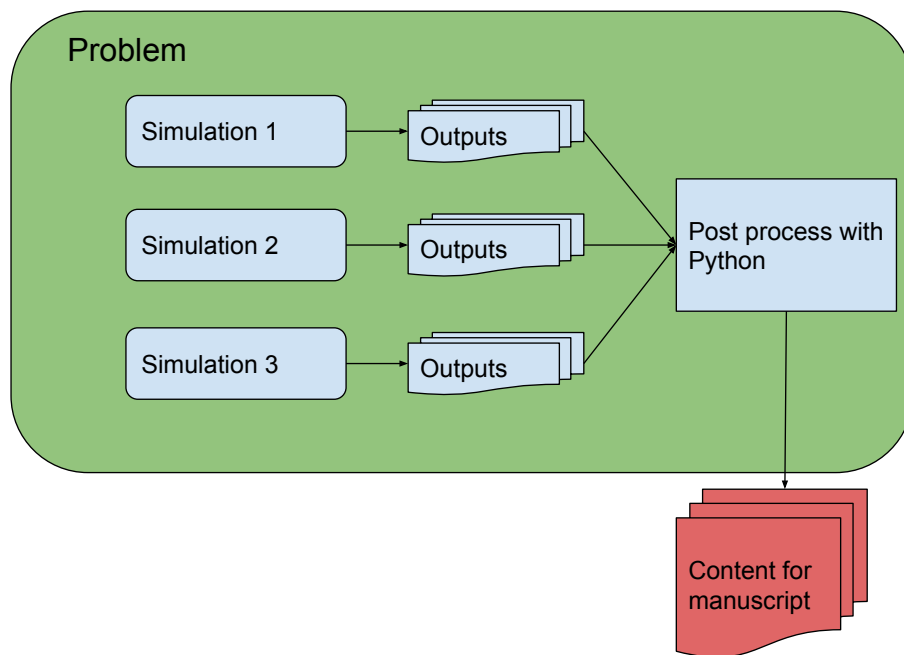 Problem
Simulation 1
Outputs
Simulation 2
Outputs
Simulation 3
Outputs
Post process with
Python
Content for
manuscript